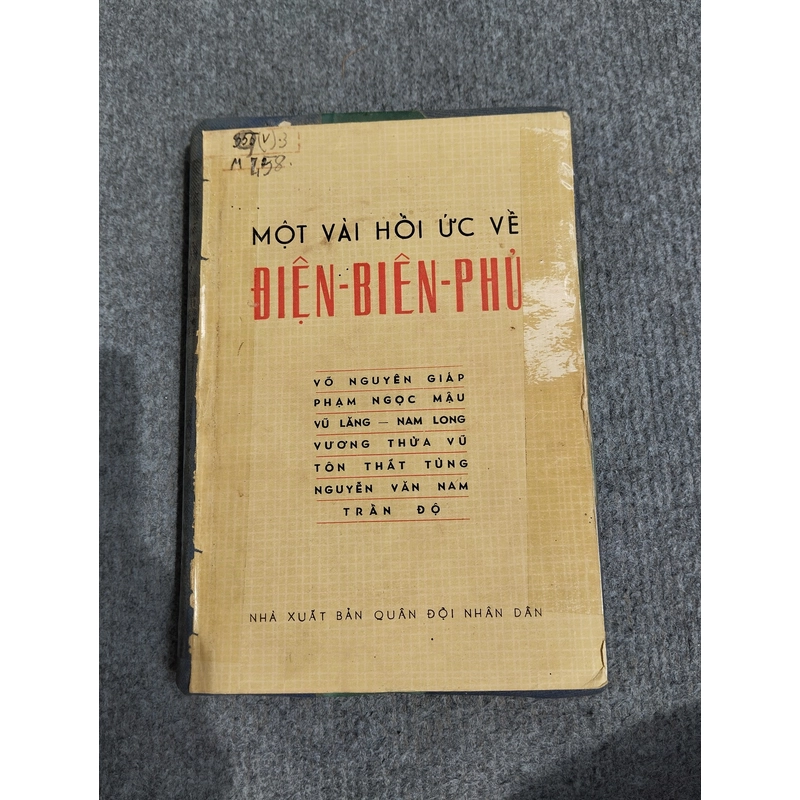 MỘT VÀI HỒI ỨC VỀ
ĐIỆN-BIÊN-PHỦ
VÕ NGUYÊN GIÁP
PHẠM NGỌC MẬU
VŨ LĂNG — NAM LONG
VƯƠNG THỪA VŨ
TÔN THẤT TÙNG
NGUYỄN VĂN NAM
TRẦN ĐỘ
NHÀ XUẤT BẢN QUÂN ĐỘI NHÂN DÂN